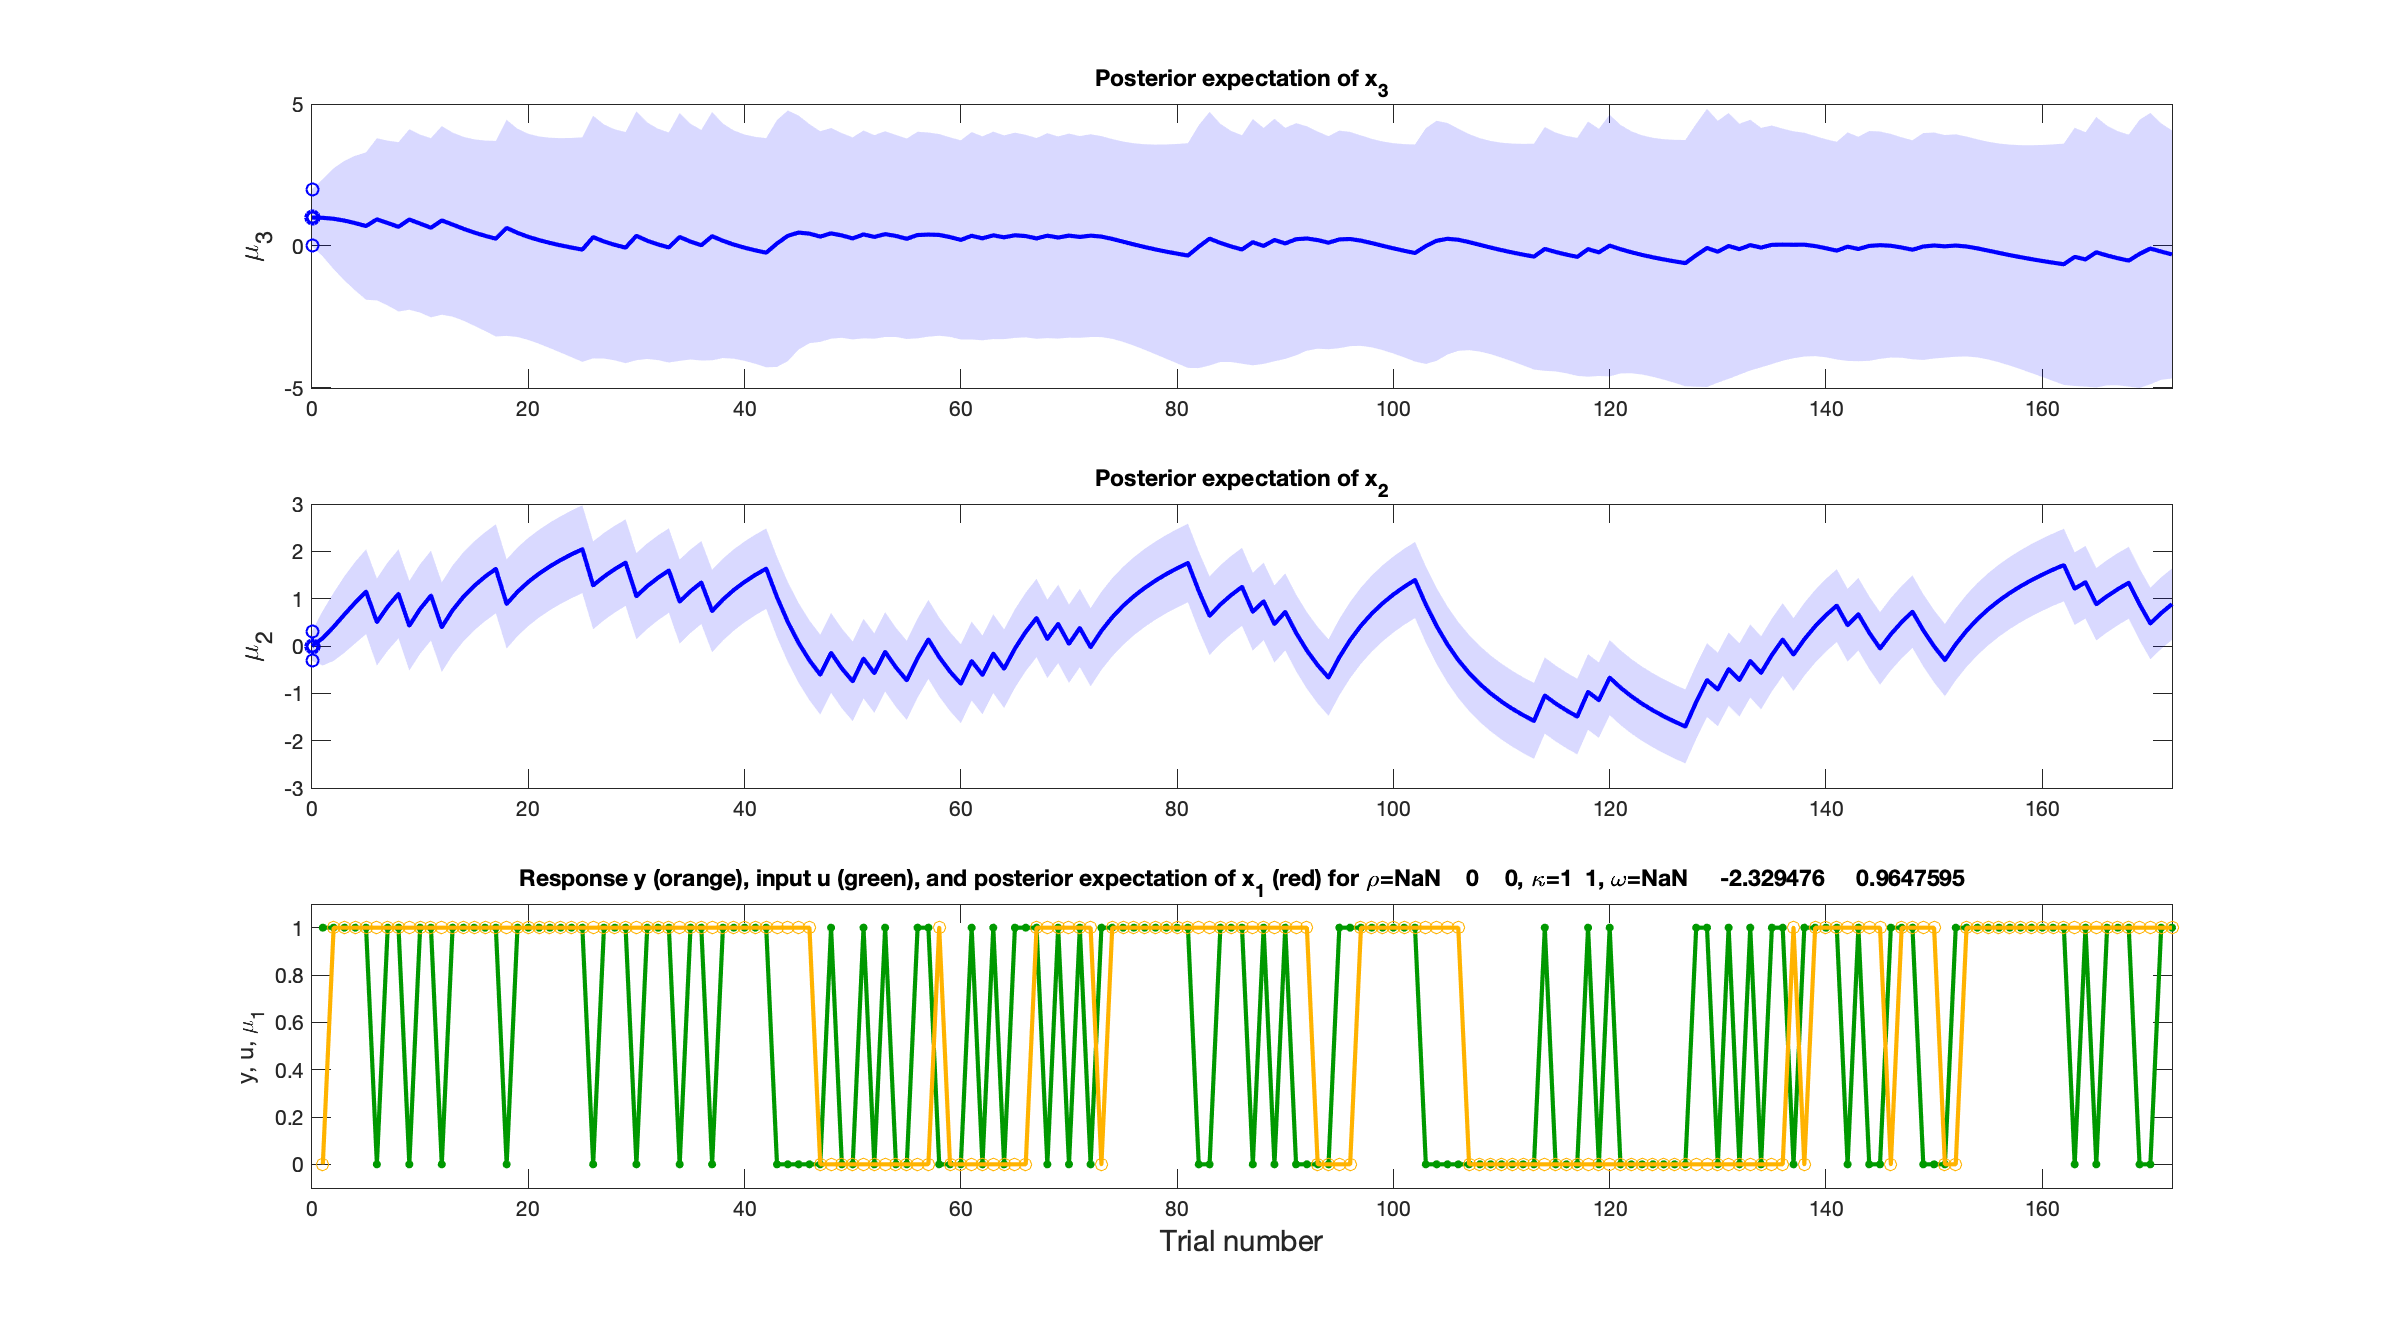 Posterior expectation of x3
5
0
-5
μ3
0 20 40 60 80 100 120 140 160
Posterior expectation of x2
3
2
1
0
-1
-2
-3
μ2
0 20 40 60 80 100 120 140 160
Response y (orange), input u (green), and posterior expectation of x1 (red) for ρ=NaN 0 0, κ=1 1, ω=NaN -2.329476 0.9647595
1
0.8
0.6
0.4
0.2
0
y, u, μ1
0 20 40 60 80 100 120 140 160
Trial number